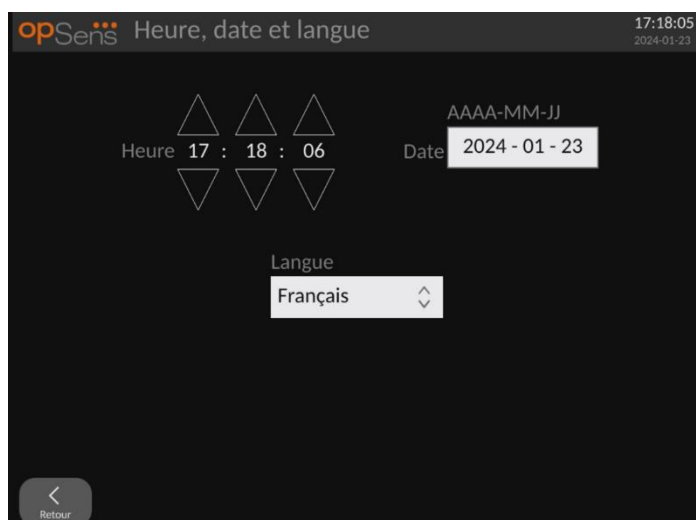 opSens Heure, date et langue 17:18:05
2024-01-23
AAAA-MM-JJ
Heure 17 : 18 : 06 Date 2024 - 01 - 23
Langue
Français
Retour